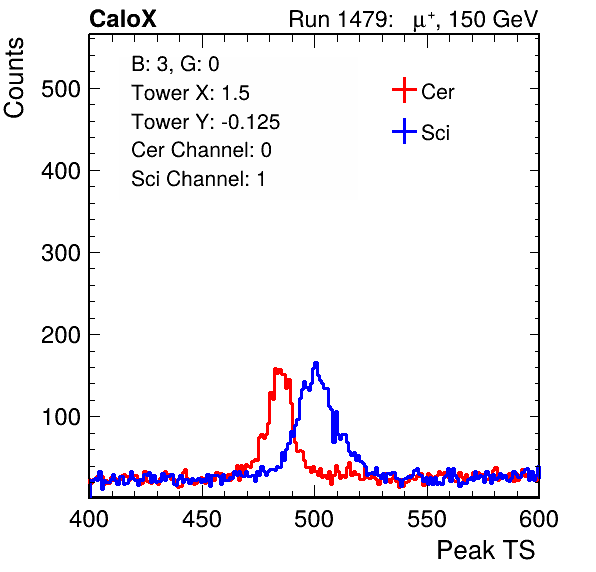 CaloX Run 1479: μ⁺, 150 GeV
Counts
B: 3, G: 0
Tower X: 1.5
Tower Y: -0.125
Cer Channel: 0
Sci Channel: 1
Cer
Sci
500
400
300
200
100
400 450 500 550 600
Peak TS